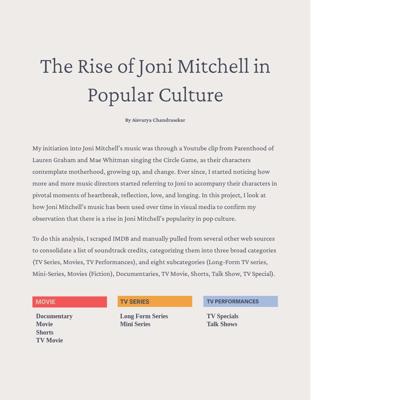 The Rise of Joni Mitchell in
Popular Culture
By Aisvarya Chandrasekar
My initiation into Joni Mitchell's music was through a Youtube clip from Parenthood of
Lauren Graham and Mae Whitman singing the Circle Game, as their characters
contemplate motherhood, growing up, and change. Ever since, I started noticing how
more and more music directors started referring to Joni to accompany their characters in
pivotal moments of heartbreak, reflection, love, and longing. In this project, I look at
how Joni Mitchell's music has been used over time in visual media to confirm my
observation that there is a rise in Joni Mitchell's popularity in pop culture.
To do this analysis, I scraped IMDB and manually pulled from several other web sources
to consolidate a list of soundtrack credits, categorizing them into three broad categories
(TV Series, Movies, TV Performances), and eight subcategories (Long-Form TV series,
Mini-Series, Movies (Fiction), Documentaries, TV Movie, Shorts, Talk Show, TV Special).
MOVIE
Documentary
Movie
Shorts
TV Movie
TV SERIES
Long Form Series
Mini Series
TV PERFORMANCES
TV Specials
Talk Shows